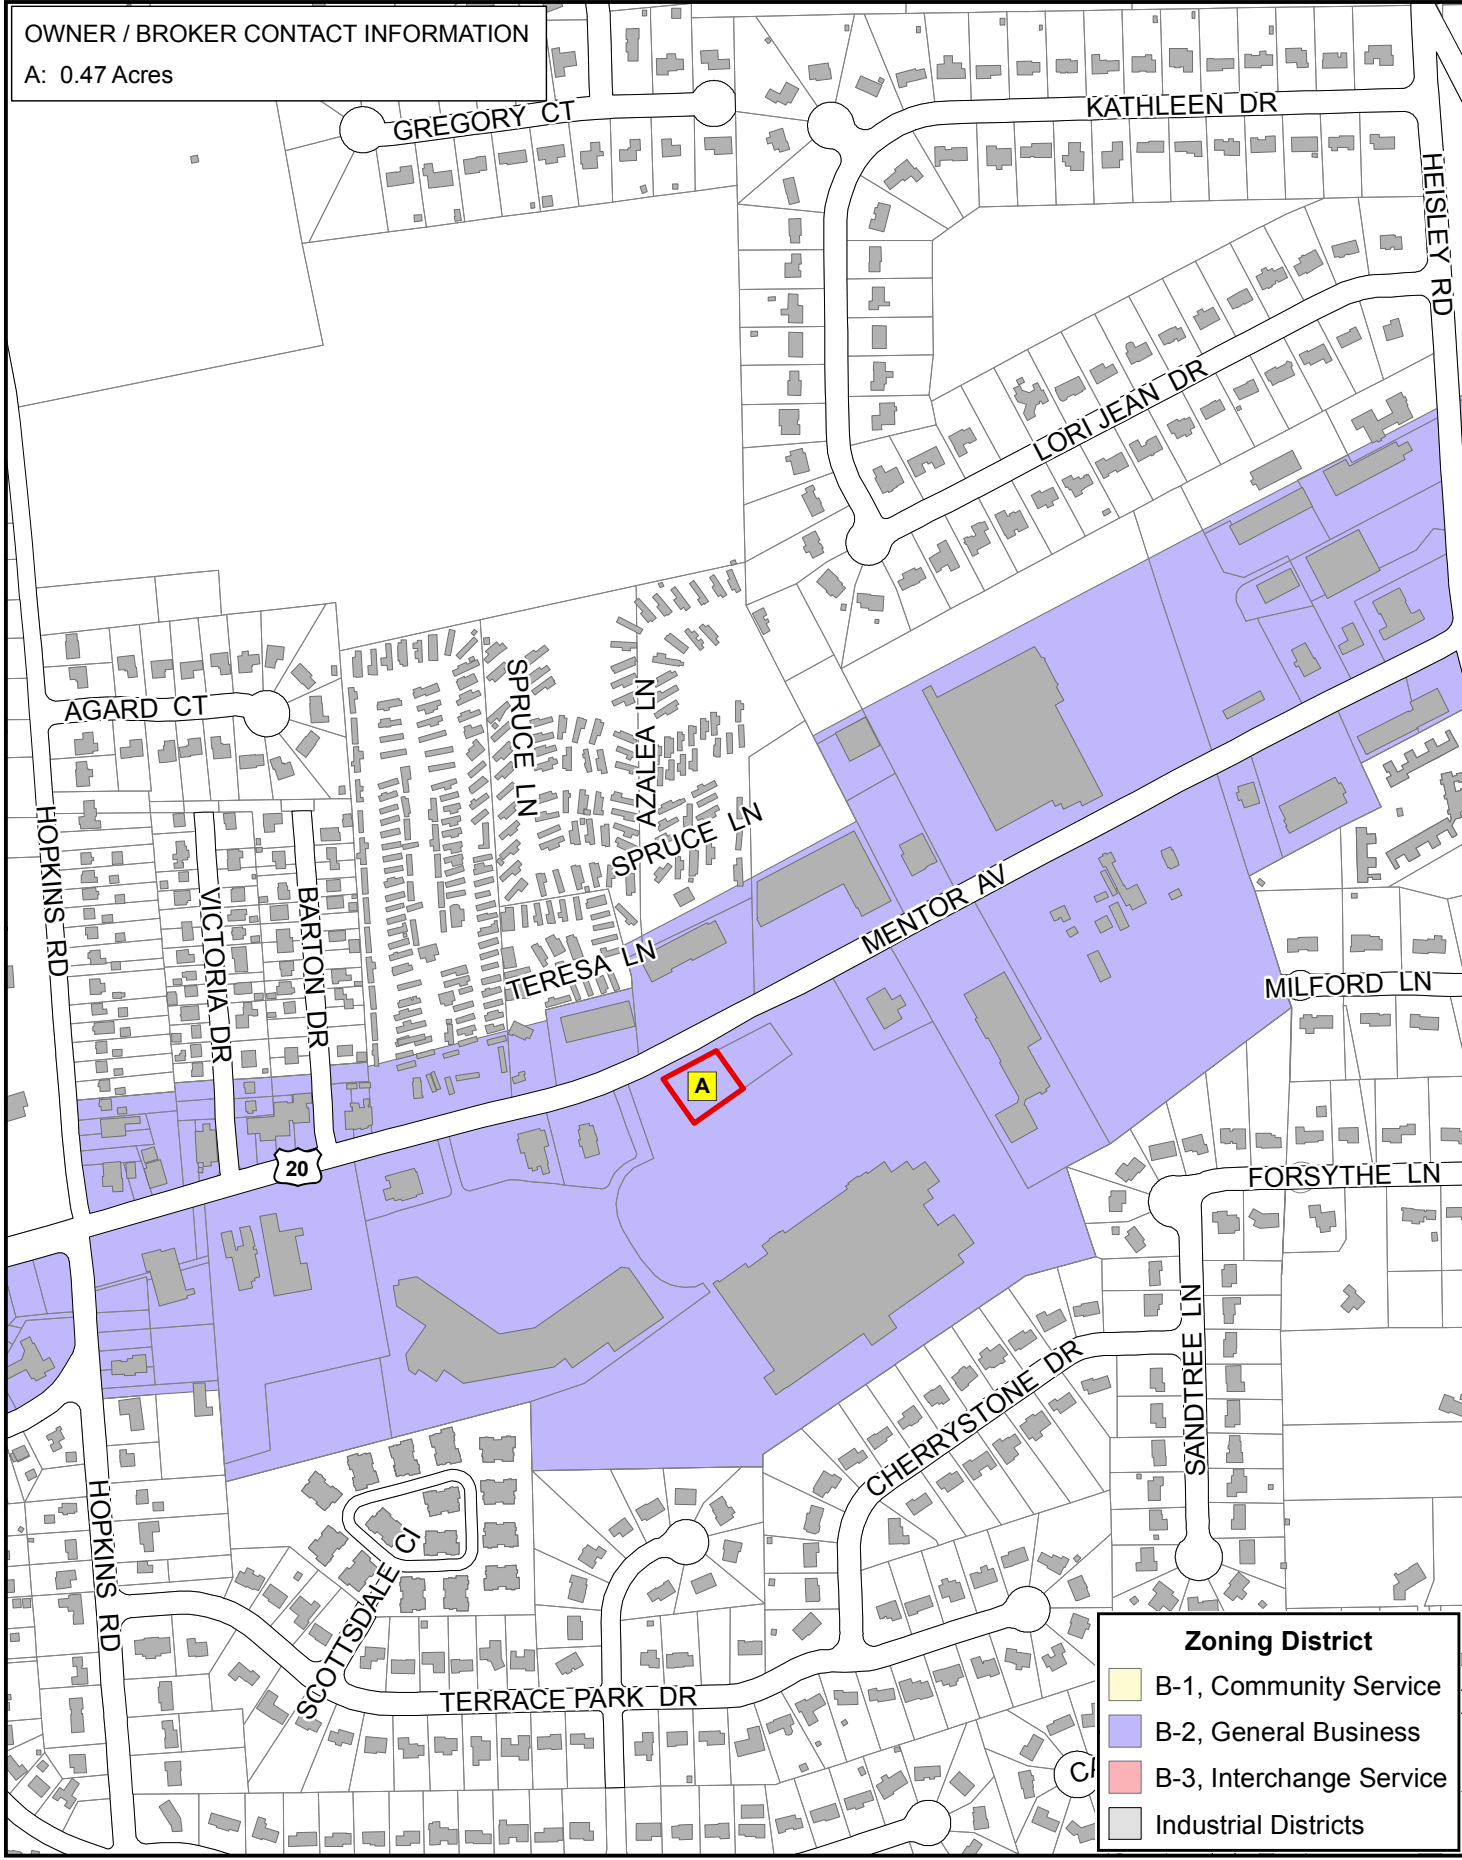 OWNER / BROKER CONTACT INFORMATION
A: 0.47 Acres
GREGORY CT
KATHLEEN DR
HEISLEY RD
LORI JEAN DR
SPRUCE LN
AZALEA LN
AGARD CT
SPRUCE LN
HOPKINS RD
VICTORIA DR
BARTON DR
TERESA LN
MENTOR AV
MILFORD LN
A
20
FORSYTHE LN
SANDTREE LN
CHERRYSTONE DR
HOPKINS RD
SCOTTSDALE CI
TERRACE PARK DR
Zoning District
B-1, Community Service
B-2, General Business
B-3, Interchange Service
Industrial Districts